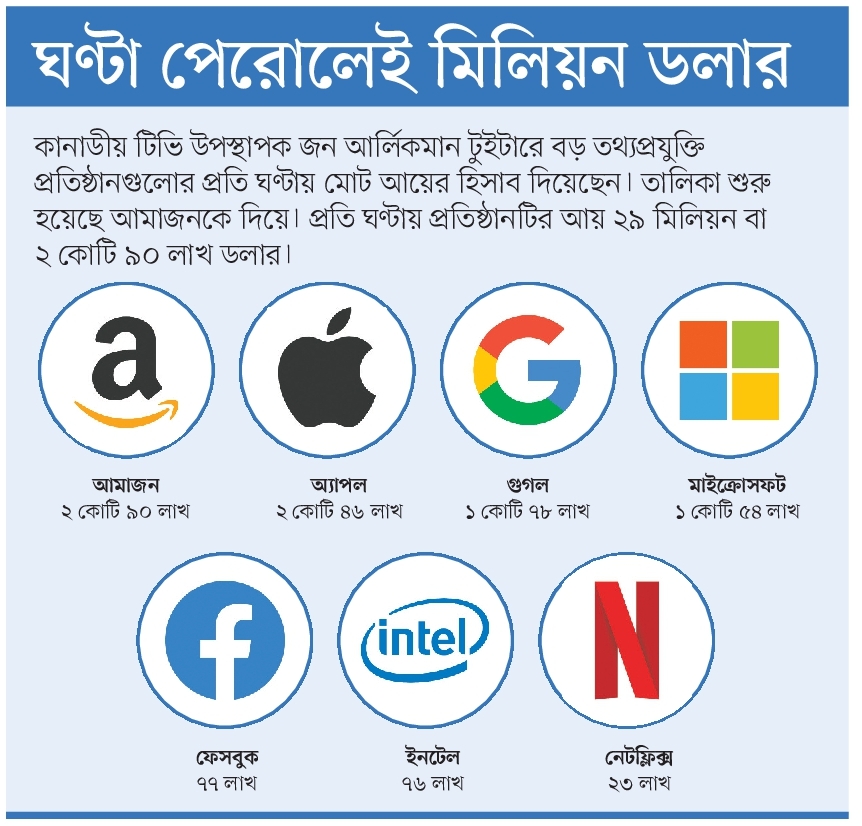 ঘণ্টা পেরোলেই মিলিয়ন ডলার
কানাডীয় টিভি উপস্থাপক জন আর্লিকমান টুইটারে বড় তথ্যপ্রযুক্তি
প্রতিষ্ঠানগুলোর প্রতি ঘণ্টায় মোট আয়ের হিসাব দিয়েছেন। তালিকা শুরু
হয়েছে আমাজনকে দিয়ে। প্রতি ঘণ্টায় প্রতিষ্ঠানটির আয় ২৯ মিলিয়ন বা
২ কোটি ৯০ লাখ ডলার।
আমাজন
২ কোটি ৯০ লাখ
অ্যাপল
২ কোটি ৪৬ লাখ
গুগল
১ কোটি ৭৮ লাখ
মাইক্রোসফট
১ কোটি ৫৪ লাখ
intel
ফেসবুক
৭৭ লাখ
ইনটেল
৭৬ লাখ
নেটফ্লিক্স
২৩ লাখ